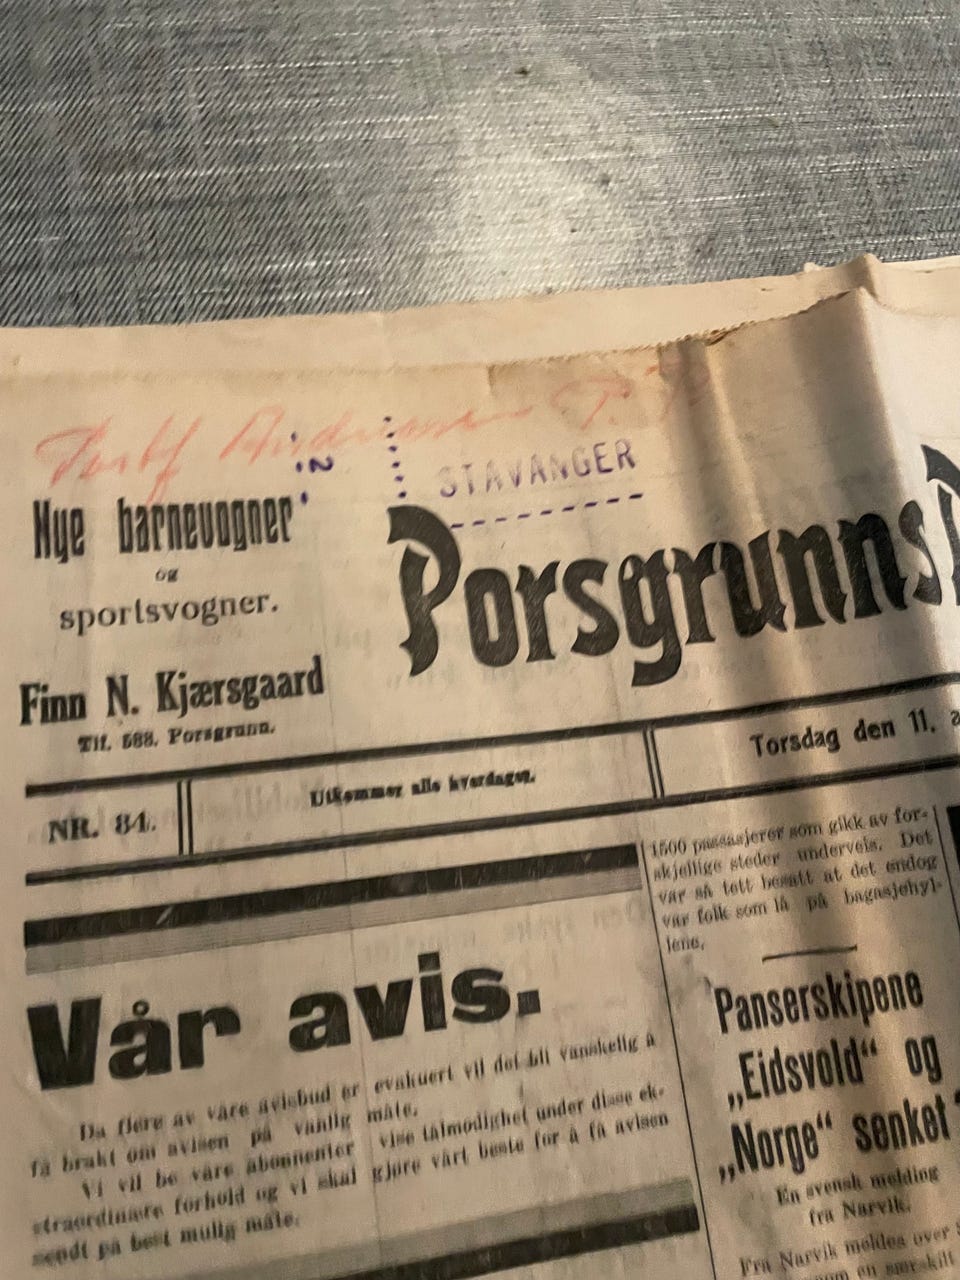 STAVANGER
Nye barnevogner
og
sportsvogner.
Finn N. Kjærsgaard
Tlf. 588. Porsgrunn.
Porsgrunns
NR. 84.
Utkommer alle hverdager.
Torsdag den 11. a
Vår avis.
Da flere av våre avisbud er evakuert vil det bli vanskelig å
få brakt om avisen på vanlig måte.
Vi vil be våre abonnenter vise tålmodighet under disse ek-
straordinære forhold og vi skal gjøre vårt beste for å få avisen
sendt på best mulig måte.
1500 passasjerer som gikk av for-
skjellige steder underveis. Det
var så tett besatt at det endog
var folk som lå på bagasjehyl-
lene.
Panserskipene
„Eidsvold“ og
„Norge“ senket
En svensk melding
fra Narvik.
Fra Narvik meldes over
som en særskilt